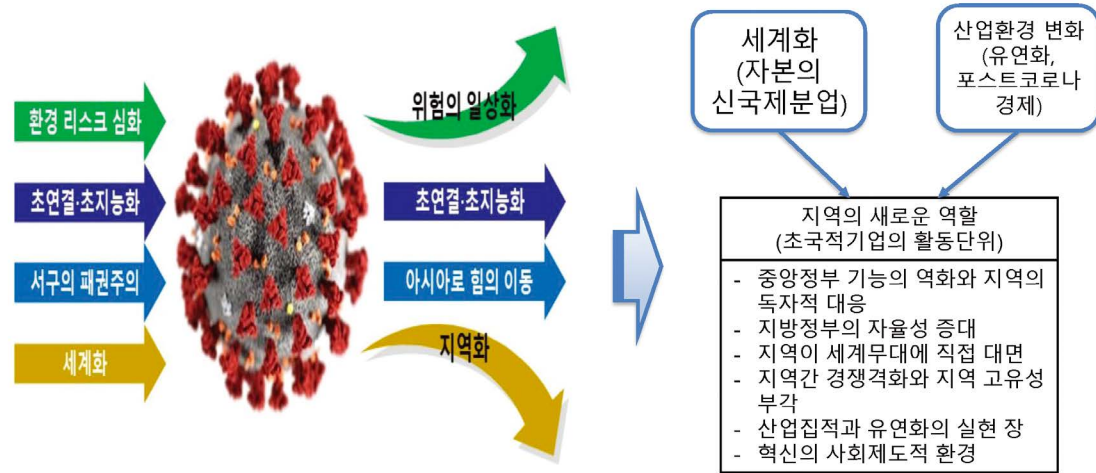 환경 리스크 심화
초연결·초지능화
서구의 패권주의
세계화
위험의 일상화
초연결·초지능화
아시아로 힘의 이동
지역화
세계화
(자본의
신국제분업)
산업환경 변화
(유연화,
포스트코로나
경제)
지역의 새로운 역할
(초국적기업의 활동단위)
- 중앙정부 기능의 역화와 지역의
독자적 대응
- 지방정부의 자율성 증대
- 지역이 세계무대에 직접 대면
- 지역간 경쟁격화와 지역 고유성
부각
- 산업집적과 유연화의 실현 장
- 혁신의 사회제도적 환경